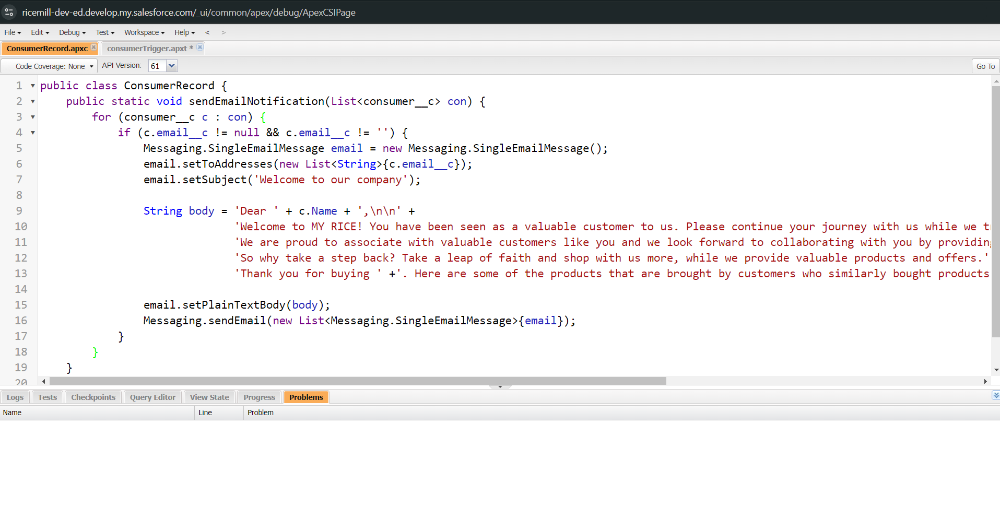 ricemill-dev-ed.develop.my.salesforce.com/_ui/common/apex/debug/ApexCSIPage
File Edit Debug Test Workspace Help < >
ConsumerRecord.apxc consumerTrigger.apxt *
Code Coverage: None API Version: 61 Go To
1 public class ConsumerRecord {
2 public static void sendEmailNotification(List<consumer__c> con) {
3 for (consumer__c c : con) {
4 if (c.email__c != null && c.email__c != '') {
5 Messaging.SingleEmailMessage email = new Messaging.SingleEmailMessage();
6 email.setToAddresses(new List<String>{c.email__c});
7 email.setSubject('Welcome to our company');
8
9 String body = 'Dear ' + c.Name + ',\n\n' +
10 'Welcome to MY RICE! You have been seen as a valuable customer to us. Please continue your journey with us while we
11 'We are proud to associate with valuable customers like you and we look forward to collaborating with you by providin
12 'So why take a step back? Take a leap of faith and shop with us more, while we provide valuable products and offers.'
13 'Thank you for buying ' +'. Here are some of the products that are brought by customers who similarly bought products
14
15 email.setPlainTextBody(body);
16 Messaging.sendEmail(new List<Messaging.SingleEmailMessage>{email});
17 }
18 }
19 }
20
Logs Tests Checkpoints Query Editor View State Progress Problems
Name Line Problem